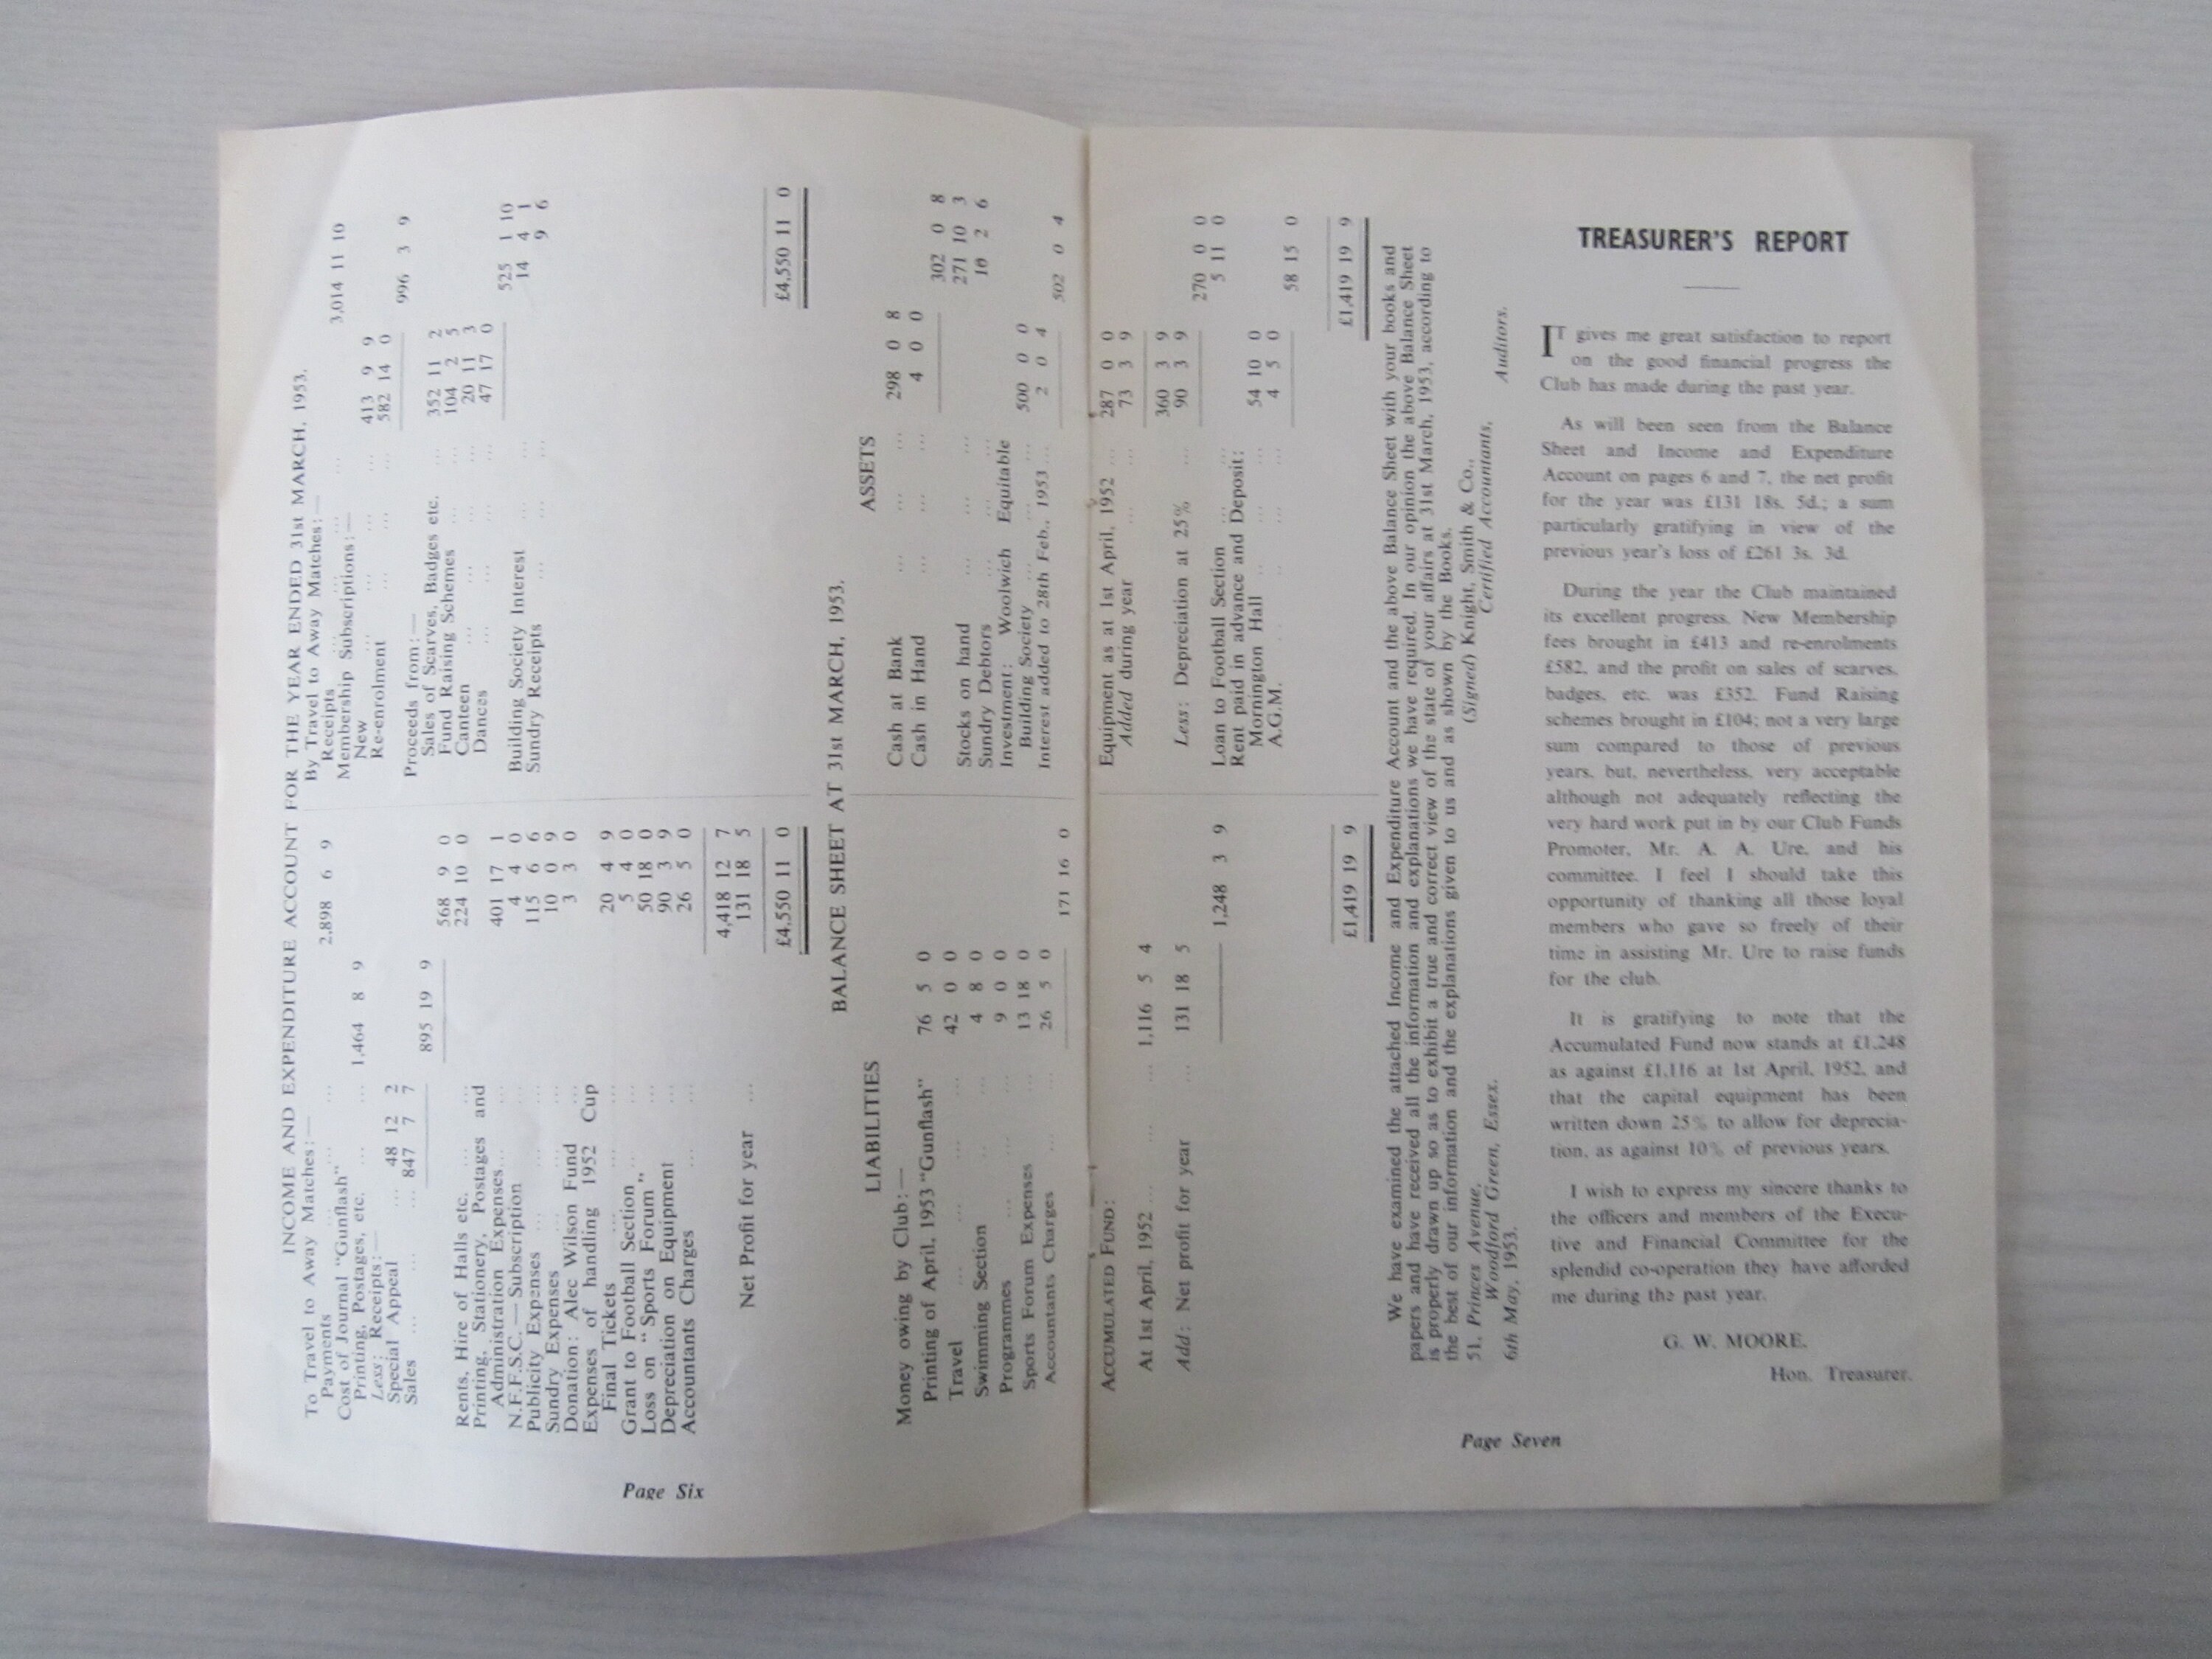 INCOME AND EXPENDITURE ACCOUNT FOR THE YEAR ENDED 31st MARCH, 1953.
To Travel to Away Matches:—
Payments ... ... 2,898 6 9
Cost of Journal "Gunflash"
Printing, Postages, etc. ... ... 1,464 8 9
Less: Receipts:—
Special Appeal ... 48 12 2
Sales ... ... ... 847 7 7
895 19 9
568 9 0
Rents, Hire of Halls etc. ... ... 224 10 0
Printing, Stationery, Postages and
Administration Expenses ... 401 17 1
N.F.F.S.C.—Subscription ... 4 4 0
Publicity Expenses ... ... ... 115 6 6
Sundry Expenses ... ... ... 10 0 9
Donation: Alec Wilson Fund ... 3 3 0
Expenses of handling 1952 Cup
Final Tickets ... ... ... 20 4 9
Grant to Football Section ... ... 5 4 0
Loss on "Sports Forum" ... ... 50 18 0
Depreciation on Equipment ... 90 3 9
Accountants Charges ... ... 26 5 0
4,418 12 7
Net Profit for year ... 131 18 5
£4,550 11 0
By Travel to Away Matches:—
Receipts ... ... ... 3,014 11 10
Membership Subscriptions:—
New ... ... ... ... 413 9 9
Re-enrolment ... ... ... 582 14 0
996 3 9
Proceeds from:—
Sales of Scarves, Badges etc. ... 352 11 2
Fund Raising Schemes ... ... 104 2 5
Canteen ... ... ... 20 11 3
Dances ... ... ... 47 17 0
525 1 10
Building Society Interest ... ... 14 4 1
Sundry Receipts ... ... ... 9 6
£4,550 11 0
BALANCE SHEET AT 31st MARCH, 1953.
LIABILITIES
Money owing by Club:—
Printing of April, 1953 "Gunflash" 76 5 0
Travel ... ... ... ... 42 0 0
Swimming Section ... ... 4 8 0
Programmes ... ... ... 9 0 0
Sports Forum Expenses ... 13 18 0
Accountants Charges ... ... 26 5 0
171 16 0
ACCUMULATED FUND:
At 1st April, 1952 ... ... ... 1,116 5 4
Add: Net profit for year ... 131 18 5
1,248 3 9
£1,419 19 9
ASSETS
Cash at Bank ... ... ... 298 0 8
Cash in Hand ... ... ... 4 0 0
302 0 8
Stocks on hand ... ... ... 271 10 3
Sundry Debtors ... ... ... 10 2 6
Investment: Woolwich Equitable
Building Society ... ... ... 500 0 0
Interest added to 28th Feb., 1953 ... 2 0 4
502 0 4
Equipment as at 1st April, 1952 ... 287 0 0
Added during year ... ... 73 3 9
360 3 9
Less: Depreciation at 25% ... 90 3 9
270 0 0
Loan to Football Section ... 5 11 0
Rent paid in advance and Deposit:
Mornington Hall ... ... ... 54 10 0
A.G.M. ... ... ... ... 4 5 0
58 15 0
£1,419 19 9
We have examined the attached Income and Expenditure Account and the above Balance Sheet with your books and
papers and have received all the information and explanations we have required. In our opinion the above Balance Sheet
is properly drawn up so as to exhibit a true and correct view of the state of your affairs at 31st March, 1953, according to
the best of our information and the explanations given to us and as shown by the Books.
51, Princes Avenue, (Signed) Knight, Smith & Co.,
Woodford Green, Essex. Certified Accountants,
6th May, 1953. Auditors.
Page Six
TREASURER'S REPORT
IT gives me great satisfaction to report
on the good financial progress the
Club has made during the past year.
As will been seen from the Balance
Sheet and Income and Expenditure
Account on pages 6 and 7, the net profit
for the year was £131 18s. 5d.; a sum
particularly gratifying in view of the
previous year's loss of £261 3s. 3d.
During the year the Club maintained
its excellent progress. New Membership
fees brought in £413 and re-enrolments
£582, and the profit on sales of scarves,
badges, etc. was £352. Fund Raising
schemes brought in £104; not a very large
sum compared to those of previous
years, but, nevertheless, very acceptable
although not adequately reflecting the
very hard work put in by our Club Funds
Promoter, Mr. A. A. Ure, and his
committee. I feel I should take this
opportunity of thanking all those loyal
members who gave so freely of their
time in assisting Mr. Ure to raise funds
for the club.
It is gratifying to note that the
Accumulated Fund now stands at £1,248
as against £1,116 at 1st April, 1952, and
that the capital equipment has been
written down 25% to allow for deprecia-
tion, as against 10% of previous years.
I wish to express my sincere thanks to
the officers and members of the Execu-
tive and Financial Committee for the
splendid co-operation they have afforded
me during the past year.
G. W. MOORE,
Hon. Treasurer.
Page Seven